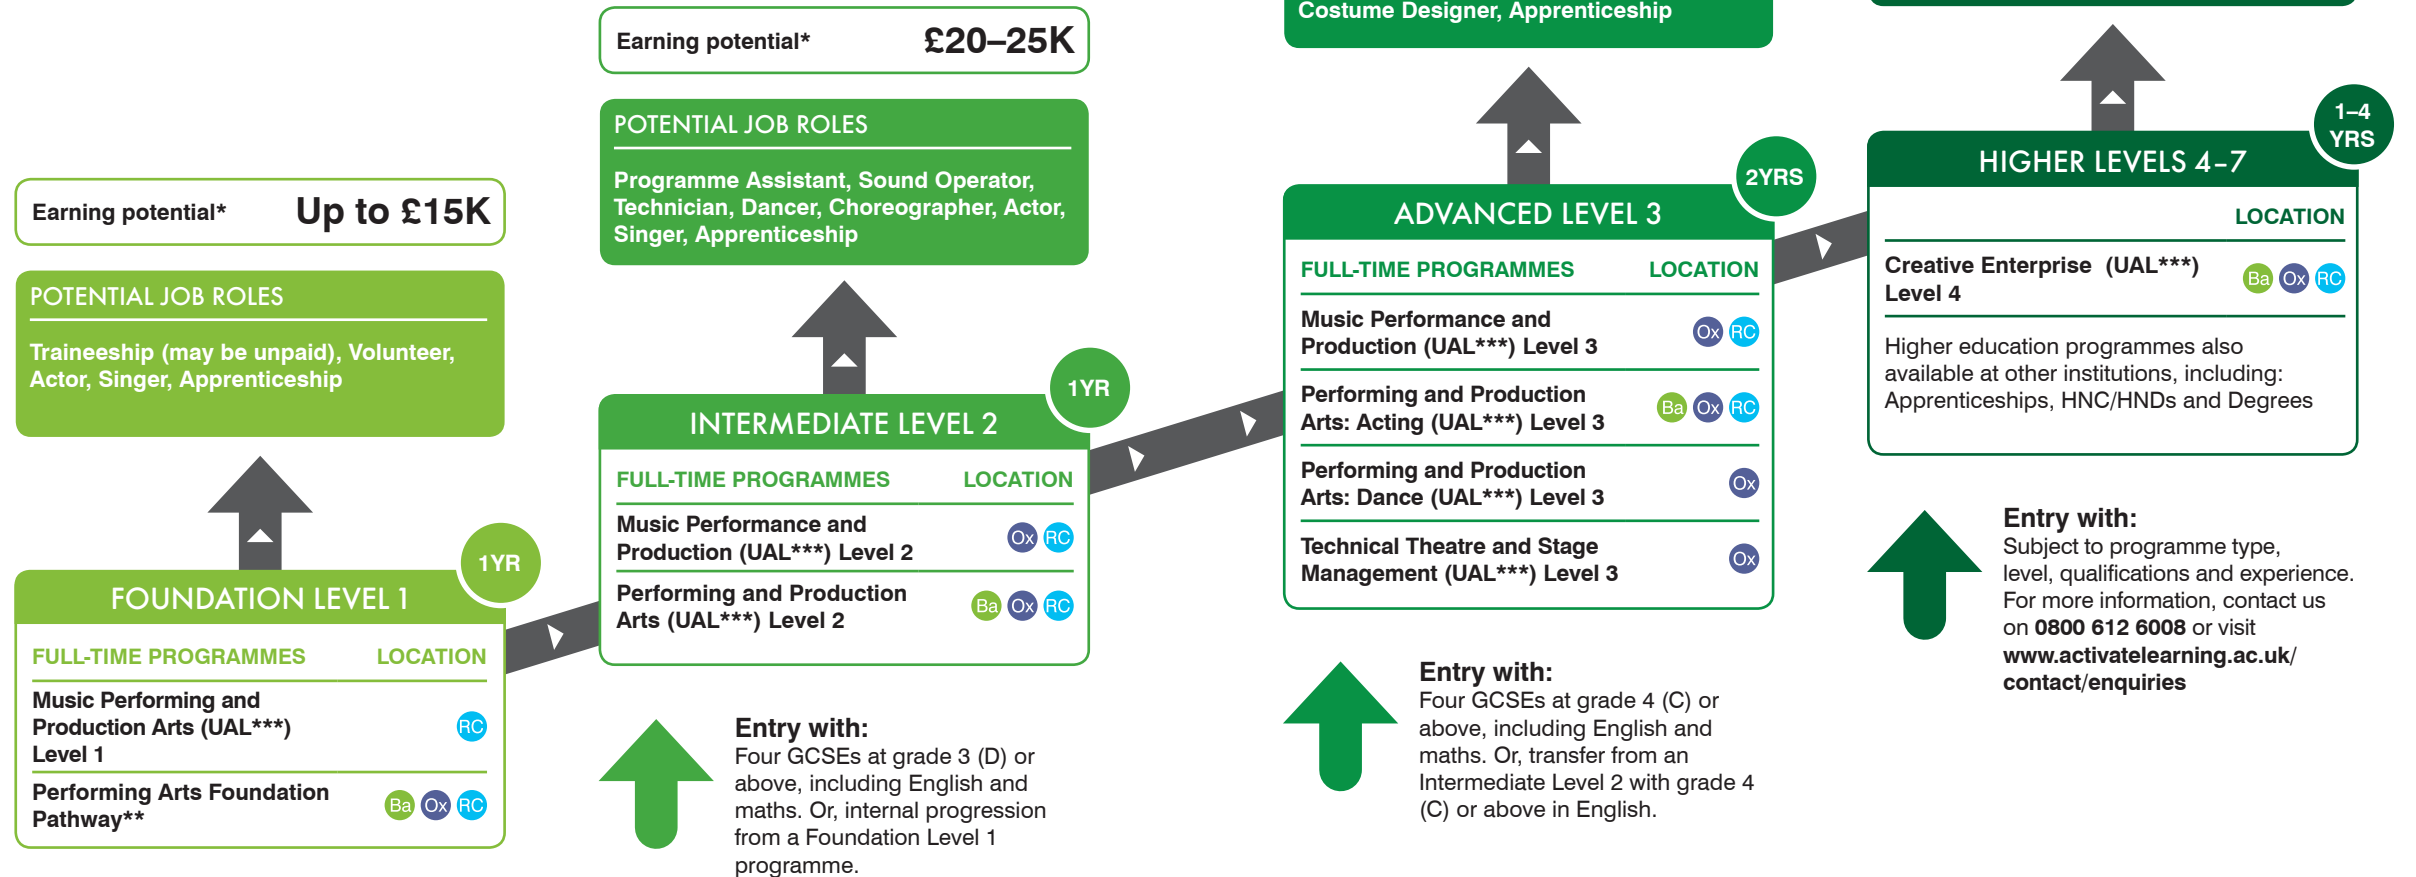 Earning potential* Up to £15K
POTENTIAL JOB ROLES
Traineeship (may be unpaid), Volunteer,
Actor, Singer, Apprenticeship
1YR
FOUNDATION LEVEL 1
FULL-TIME PROGRAMMES LOCATION
Music Performing and
Production Arts (UAL***)
Level 1
RC
Performing Arts Foundation
Pathway**
Ba Ox RC
Earning potential* £20–25K
POTENTIAL JOB ROLES
Programme Assistant, Sound Operator,
Technician, Dancer, Choreographer, Actor,
Singer, Apprenticeship
1YR
INTERMEDIATE LEVEL 2
FULL-TIME PROGRAMMES LOCATION
Music Performance and
Production (UAL***) Level 2
Ox RC
Performing and Production
Arts (UAL***) Level 2
Ba Ox RC
Entry with:
Four GCSEs at grade 3 (D) or
above, including English and
maths. Or, internal progression
from a Foundation Level 1
programme.
Costume Designer, Apprenticeship
2YRS
ADVANCED LEVEL 3
FULL-TIME PROGRAMMES LOCATION
Music Performance and
Production (UAL***) Level 3
Ox RC
Performing and Production
Arts: Acting (UAL***) Level 3
Ba Ox RC
Performing and Production
Arts: Dance (UAL***) Level 3
Ox
Technical Theatre and Stage
Management (UAL***) Level 3
Ox
Entry with:
Four GCSEs at grade 4 (C) or
above, including English and
maths. Or, transfer from an
Intermediate Level 2 with grade 4
(C) or above in English.
1–4
YRS
HIGHER LEVELS 4–7
LOCATION
Creative Enterprise (UAL***)
Level 4
Ba Ox RC
Higher education programmes also
available at other institutions, including:
Apprenticeships, HNC/HNDs and Degrees
Entry with:
Subject to programme type,
level, qualifications and experience.
For more information, contact us
on 0800 612 6008 or visit
www.activatelearning.ac.uk/
contact/enquiries